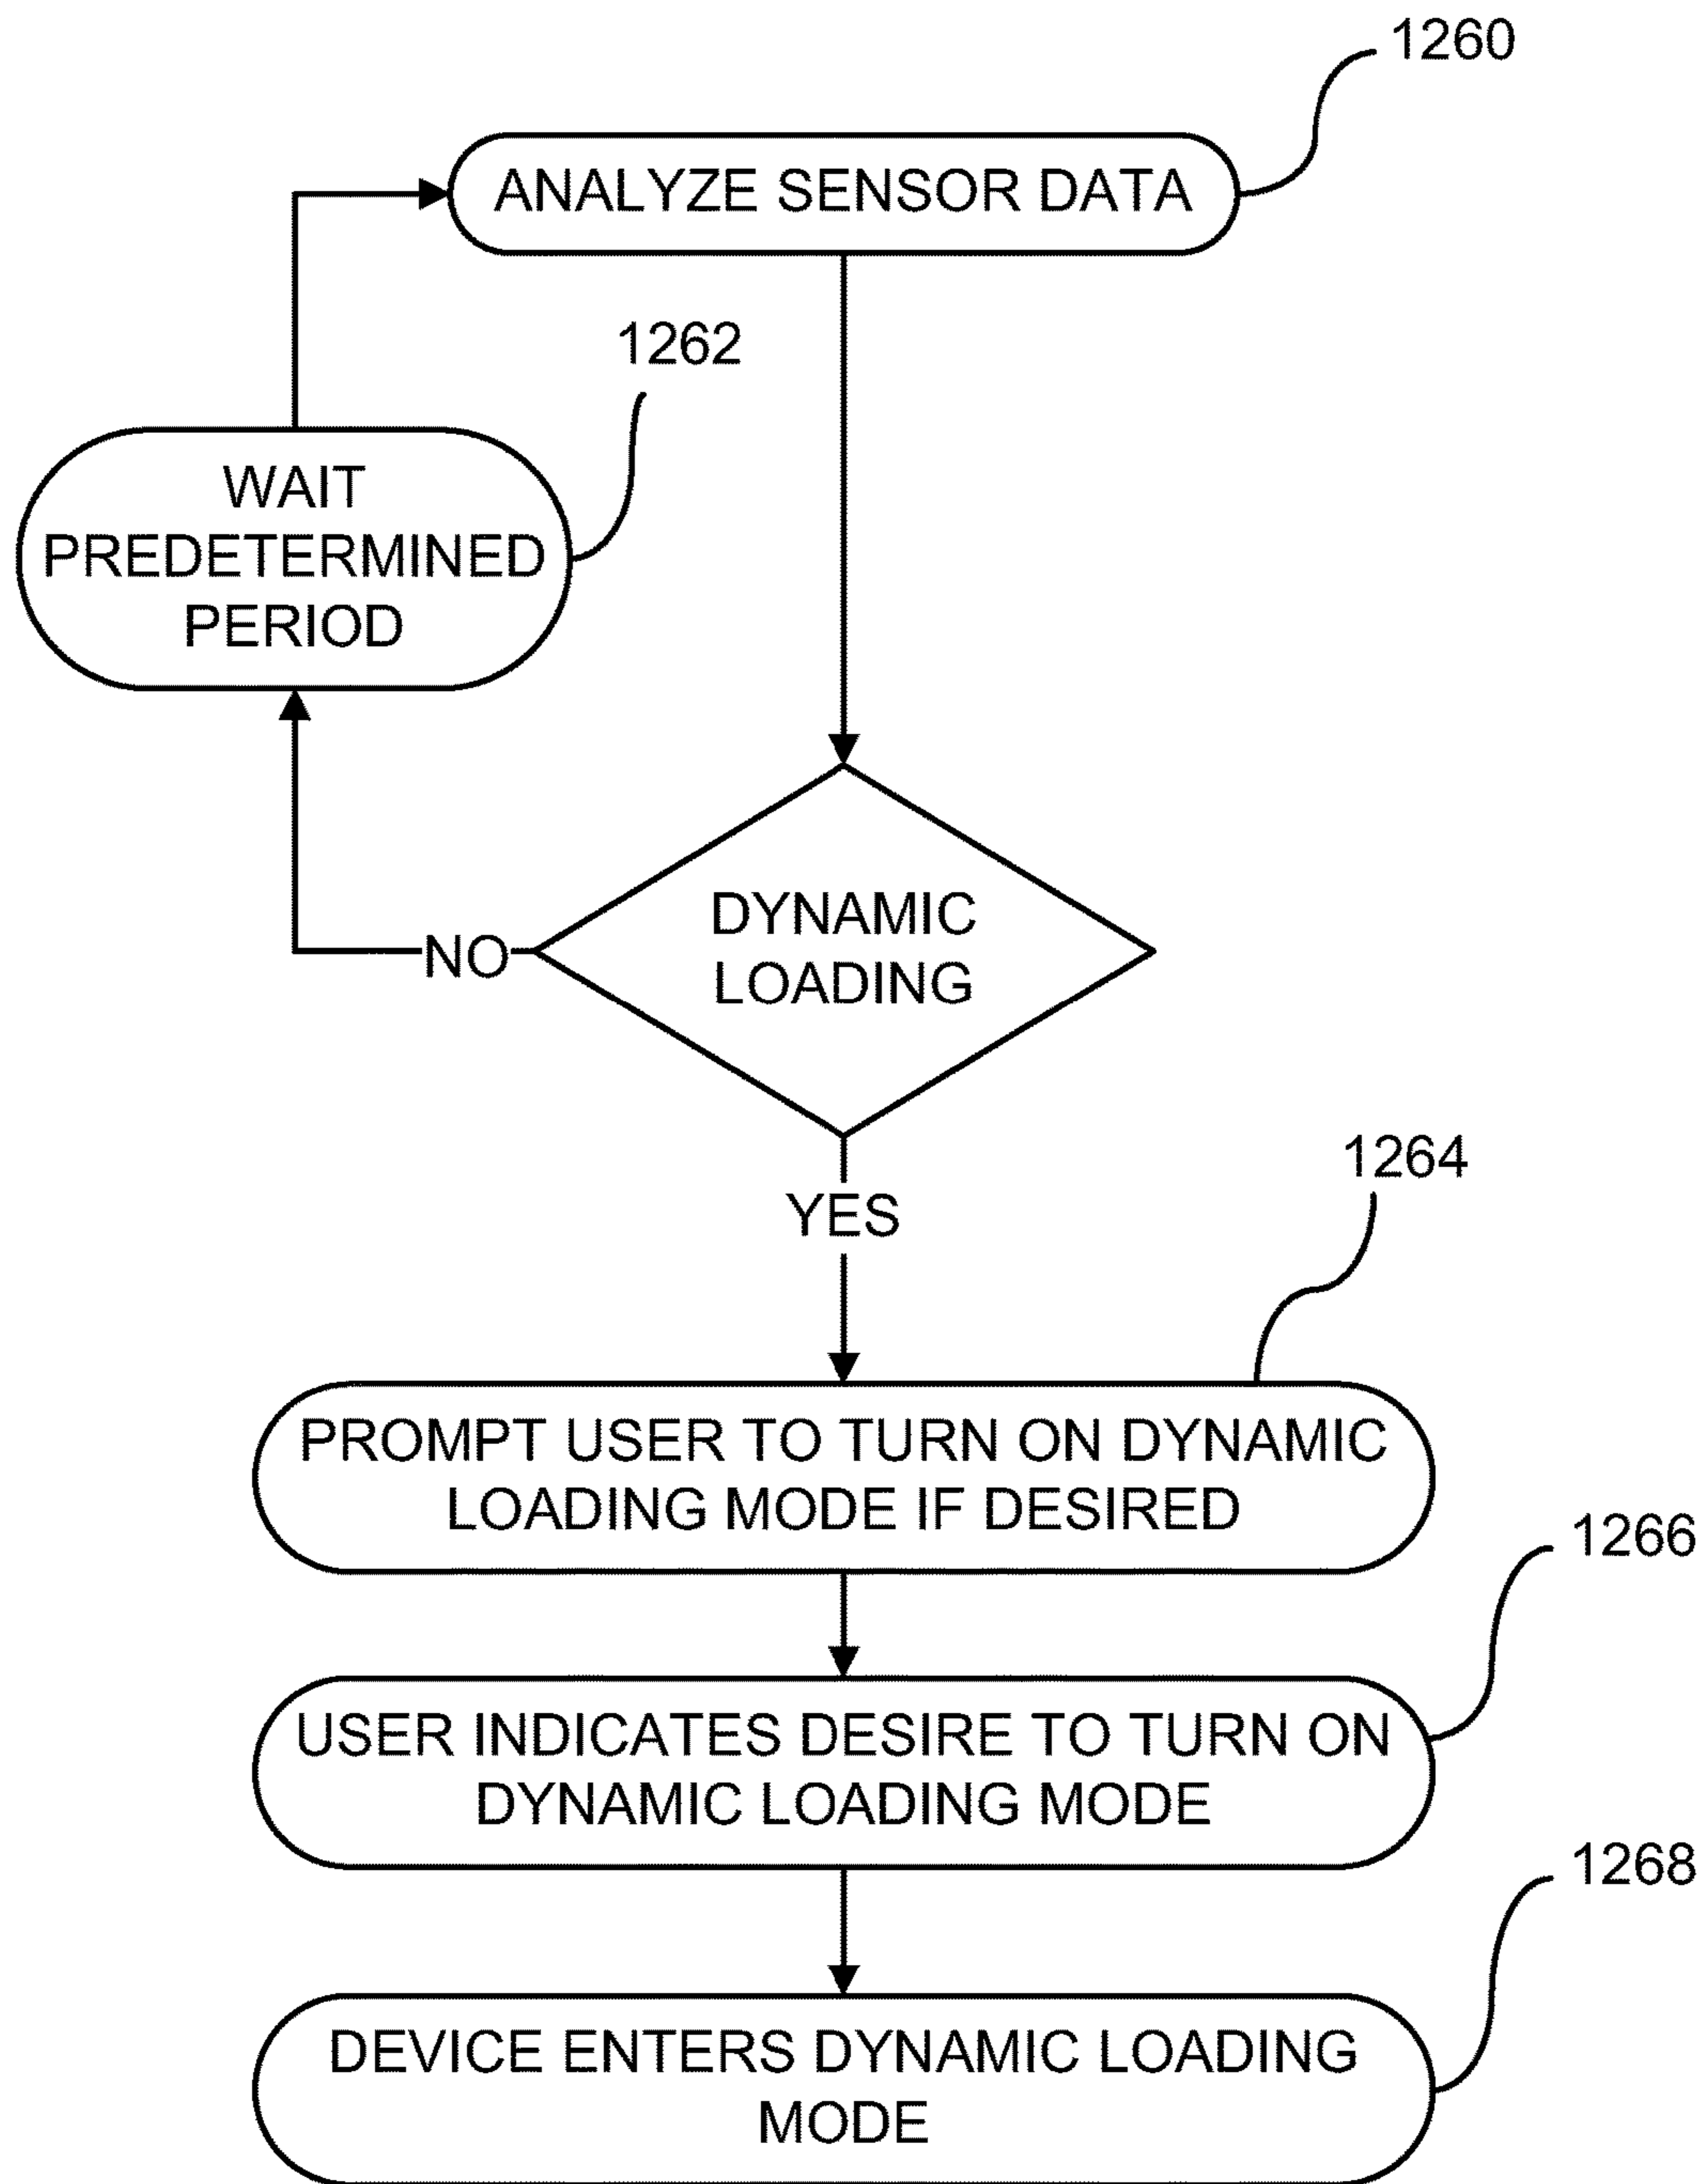 1260
ANALYZE SENSOR DATA
1262
WAIT
PREDETERMINED
PERIOD
DYNAMIC
LOADING
NO
YES
1264
PROMPT USER TO TURN ON DYNAMIC
LOADING MODE IF DESIRED
1266
USER INDICATES DESIRE TO TURN ON
DYNAMIC LOADING MODE
1268
DEVICE ENTERS DYNAMIC LOADING
MODE